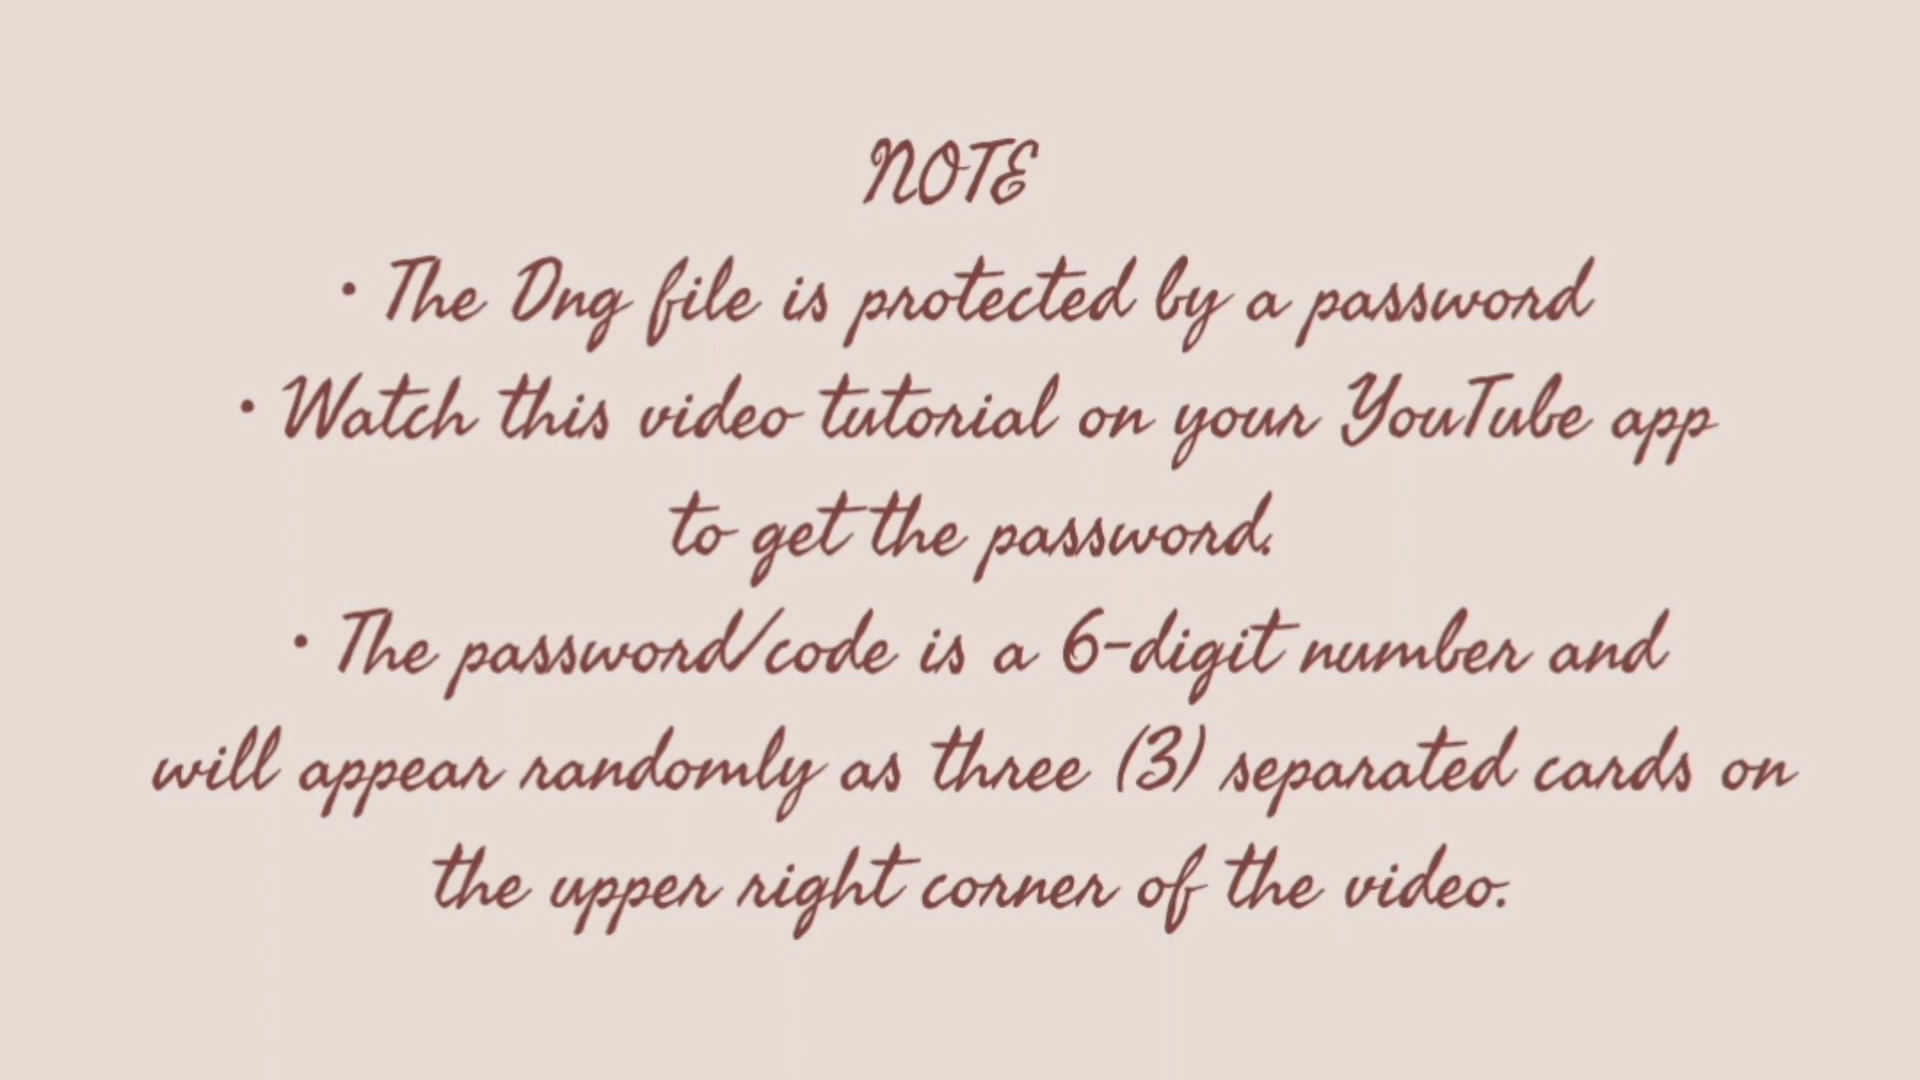 NOTE
• The Dng file is protected by a password
• Watch this video tutorial on your YouTube app
to get the password.
• The password/code is a 6-digit number and
will appear randomly as three (3) separated cards on
the upper right corner of the video.